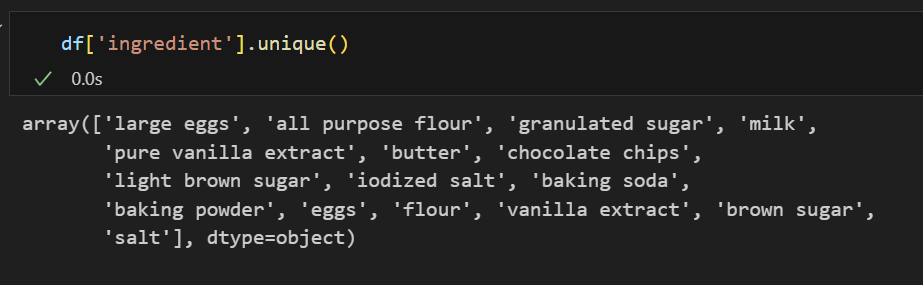 df['ingredient'].unique()
0.0s
array(['large eggs', 'all purpose flour', 'granulated sugar', 'milk',
'pure vanilla extract', 'butter', 'chocolate chips',
'light brown sugar', 'iodized salt', 'baking soda',
'baking powder', 'eggs', 'flour', 'vanilla extract', 'brown sugar',
'salt'], dtype=object)